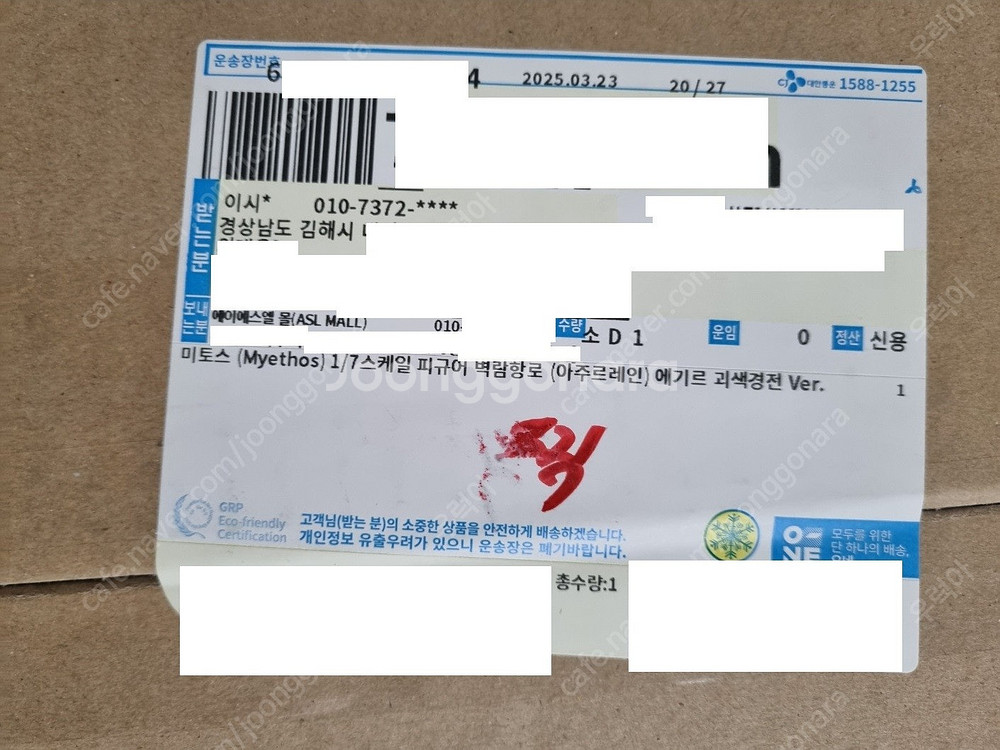 운송장번호 6 4 2025.03.23 20 / 27 CJ대한통운 1588-1255
받는분
이시* 010-7372-****
경상남도 김해시
보내는분
에이에스엘 몰(ASL MALL) 010-
수량 소 D 1 운임 0 정산 신용
미토스 (Myethos) 1/7스케일 피규어 벽람항로 (아주르레인) 에기르 괴색경전 Ver. 1
Joonggonara
GRP
Eco-friendly
Certification
고객님(받는 분)의 소중한 상품을 안전하게 배송하겠습니다.
개인정보 유출우려가 있으니 운송장은 폐기바랍니다.
O-NE
모두를 위한
단 하나의 배송,
총수량:1